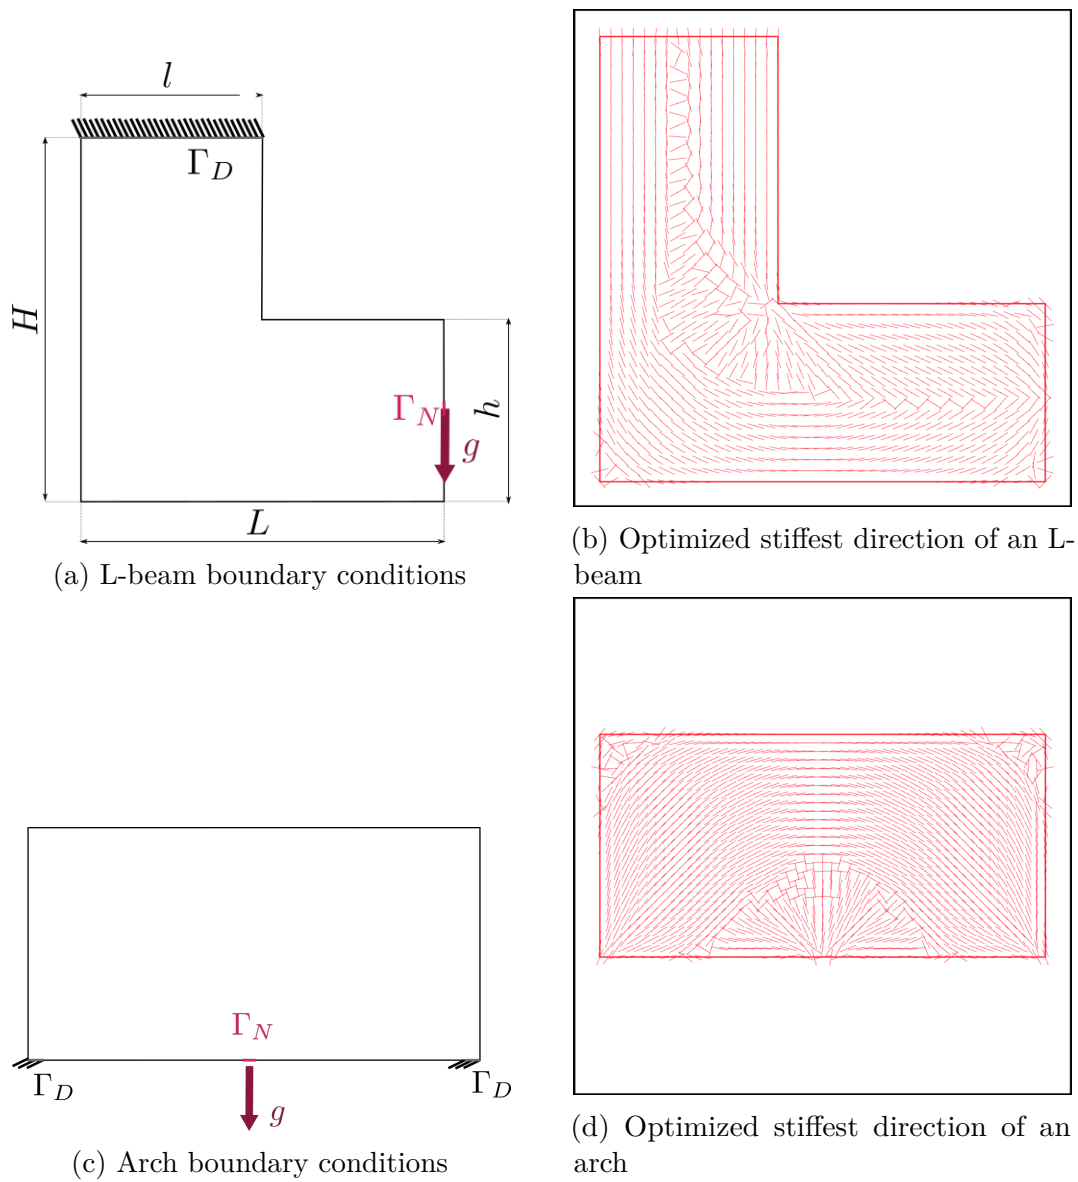 l
Γ_D
H
Γ_N
h
g
L
(a) L-beam boundary conditions
(b) Optimized stiffest direction of an L-
beam
Γ_N
Γ_D
Γ_D
g
(c) Arch boundary conditions
(d) Optimized stiffest direction of an
arch